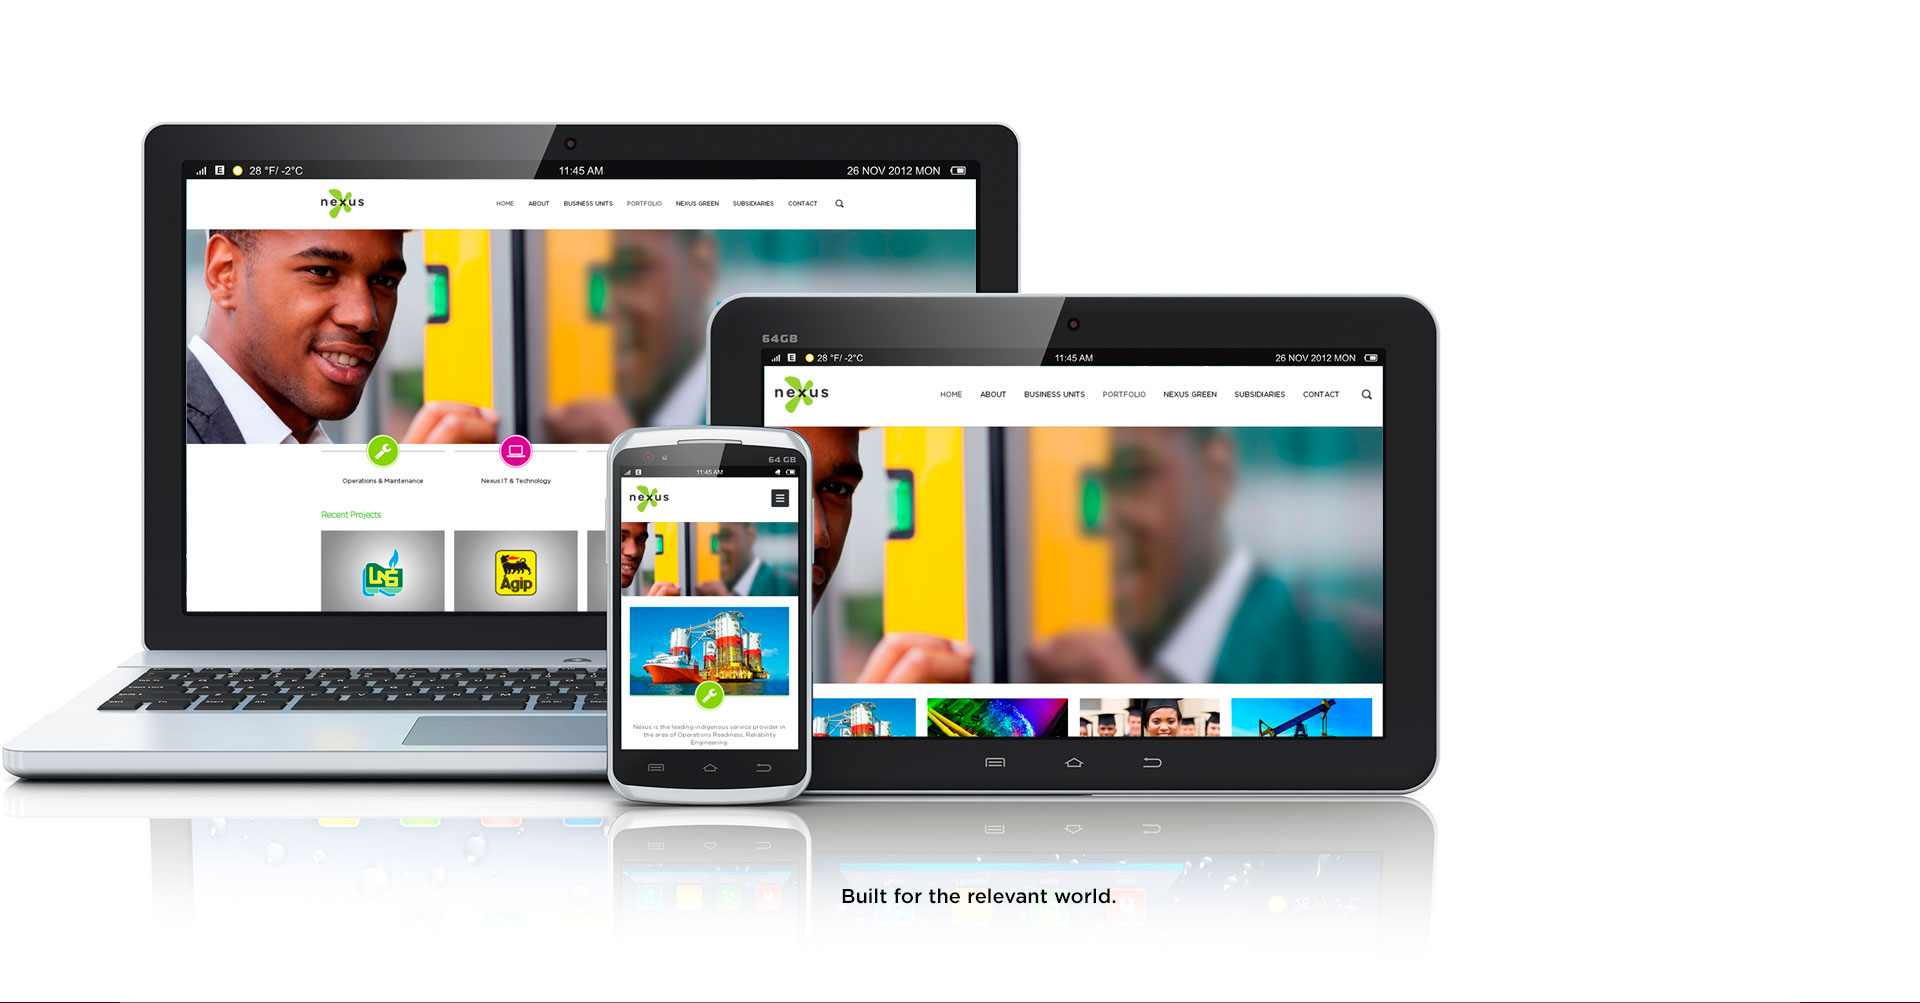 28 °F/ -2°C
11:45 AM
26 NOV 2012 MON
nexus
HOME ABOUT BUSINESS UNITS PORTFOLIO NEXUS GREEN SUBSIDIARIES CONTACT
Operations & Maintenance
Nexus IT & Technology
Recent Projects
LNG
Agip
64GB
28 °F/ -2°C
11:45 AM
26 NOV 2012 MON
nexus
HOME ABOUT BUSINESS UNITS PORTFOLIO NEXUS GREEN SUBSIDIARIES CONTACT
64 GB
11:45 AM
nexus
Nexus is the leading indigenous service provider in
the area of Operations Readiness, Reliability
Engineering.
Built for the relevant world.